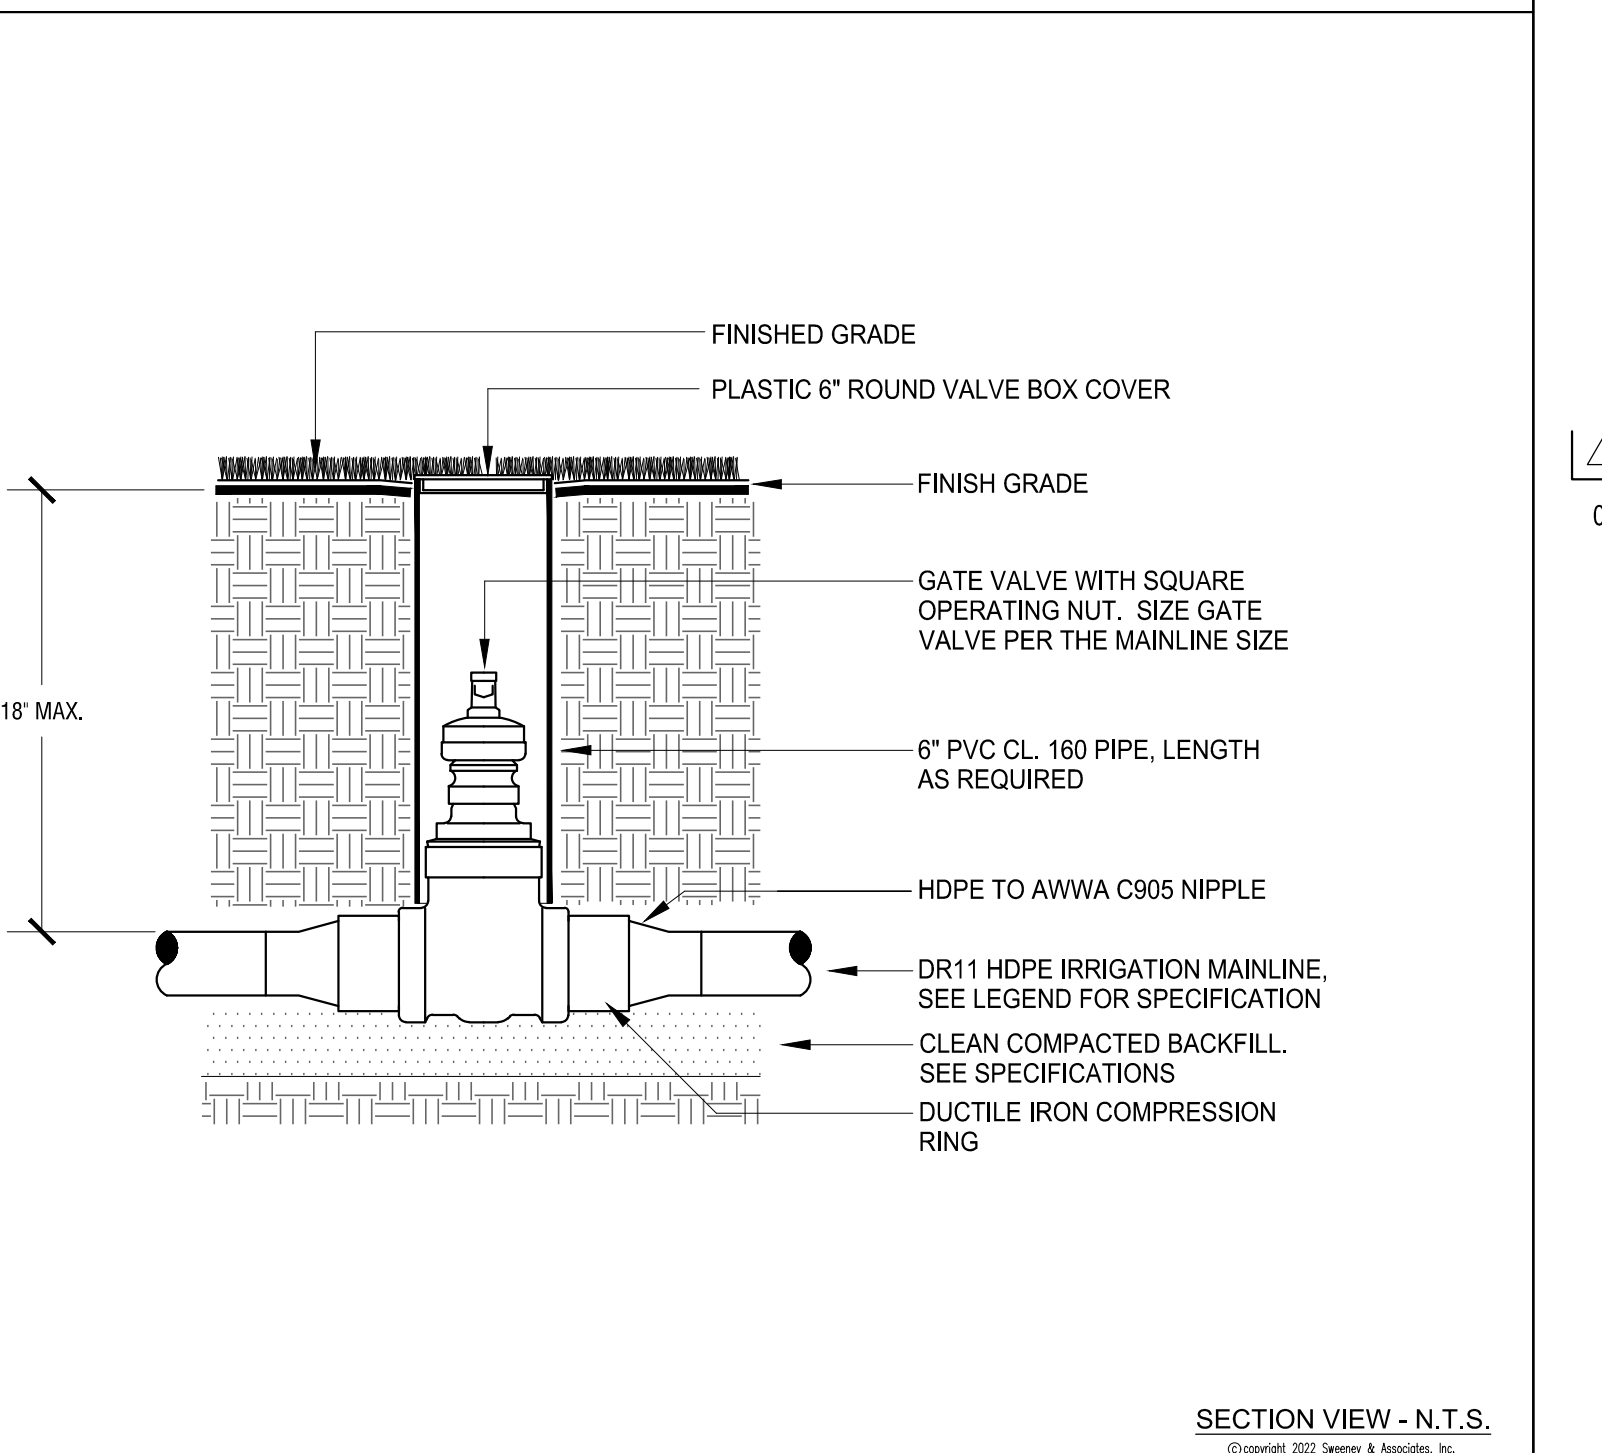 FINISHED GRADE
PLASTIC 6" ROUND VALVE BOX COVER
FINISH GRADE
GATE VALVE WITH SQUARE
OPERATING NUT. SIZE GATE
VALVE PER THE MAINLINE SIZE
18" MAX.
6" PVC CL. 160 PIPE, LENGTH
AS REQUIRED
HDPE TO AWWA C905 NIPPLE
DR11 HDPE IRRIGATION MAINLINE,
SEE LEGEND FOR SPECIFICATION
CLEAN COMPACTED BACKFILL.
SEE SPECIFICATIONS
DUCTILE IRON COMPRESSION
RING
SECTION VIEW - N.T.S.
©copyright 2022 Sweeney & Associates, Inc.